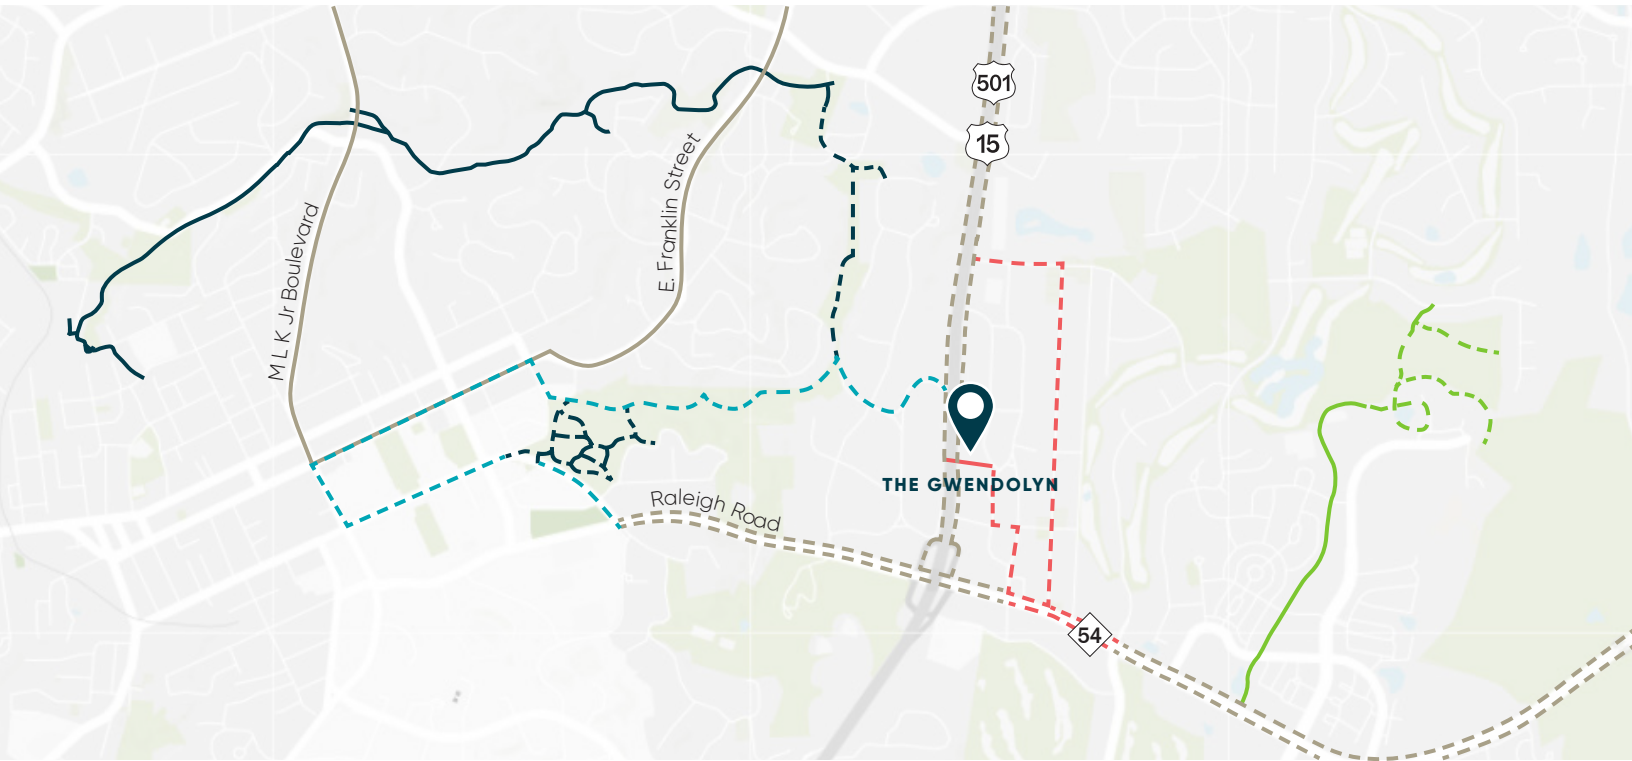 501
15
E. Franklin Street
M L K Jr Boulevard
THE GWENDOLYN
Raleigh Road
54